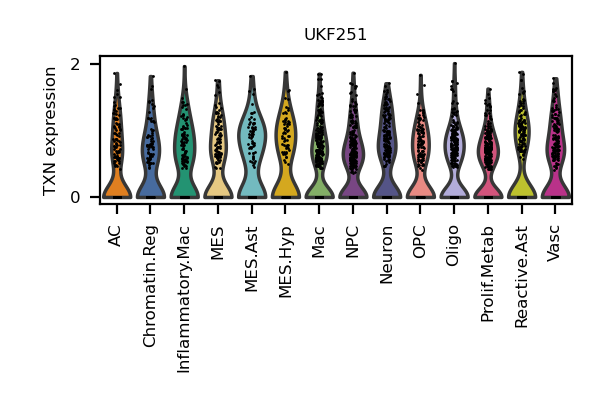 UKF251
TXN expression
2
0
AC
Chromatin.Reg
Inflammatory.Mac
MES
MES.Ast
MES.Hyp
Mac
NPC
Neuron
OPC
Oligo
Prolif.Metab
Reactive.Ast
Vasc